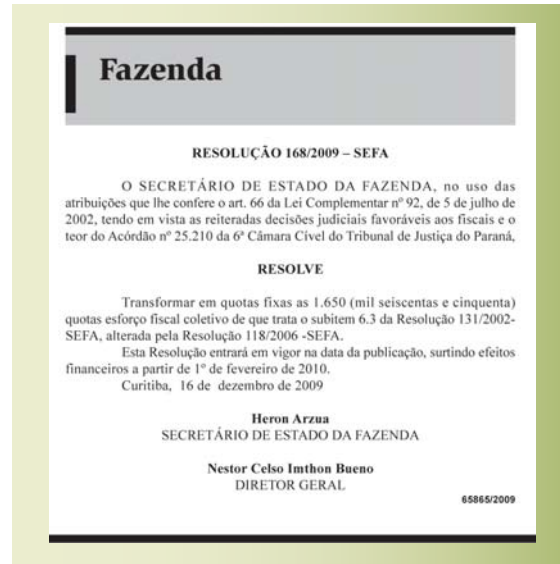 Fazenda
RESOLUÇÃO 168/2009 – SEFA
O SECRETÁRIO DE ESTADO DA FAZENDA, no uso das
atribuições que lhe confere o art. 66 da Lei Complementar nº 92, de 5 de julho de
2002, tendo em vista as reiteradas decisões judiciais favoráveis aos fiscais e o
teor do Acórdão nº 25.210 da 6ª Câmara Cível do Tribunal de Justiça do Paraná,
RESOLVE
Transformar em quotas fixas as 1.650 (mil seiscentas e cinquenta)
quotas esforço fiscal coletivo de que trata o subitem 6.3 da Resolução 131/2002-
SEFA, alterada pela Resolução 118/2006 -SEFA.
Esta Resolução entrará em vigor na data da publicação, surtindo efeitos
financeiros a partir de 1º de fevereiro de 2010.
Curitiba, 16 de dezembro de 2009
Heron Arzua
SECRETÁRIO DE ESTADO DA FAZENDA
Nestor Celso Imthon Bueno
DIRETOR GERAL
65865/2009